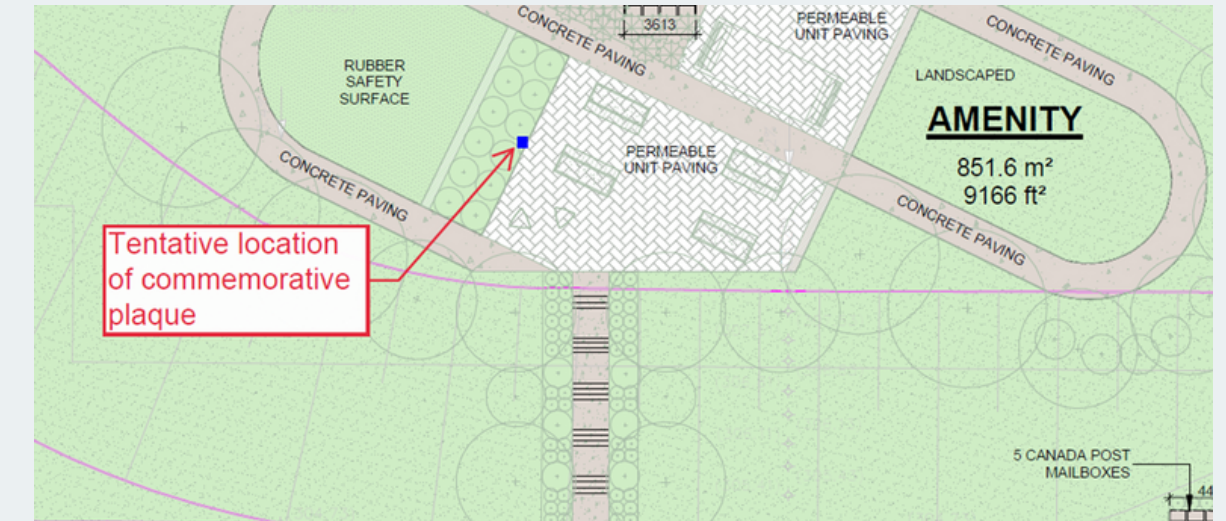 CONCRETE PAVING
3613
PERMEABLE
UNIT PAVING
CONCRETE PAVING
RUBBER
SAFETY
SURFACE
LANDSCAPED
AMENITY
851.6 m²
9166 ft²
PERMEABLE
UNIT PAVING
CONCRETE PAVING
CONCRETE PAVING
Tentative location
of commemorative
plaque
5 CANADA POST
MAILBOXES
44